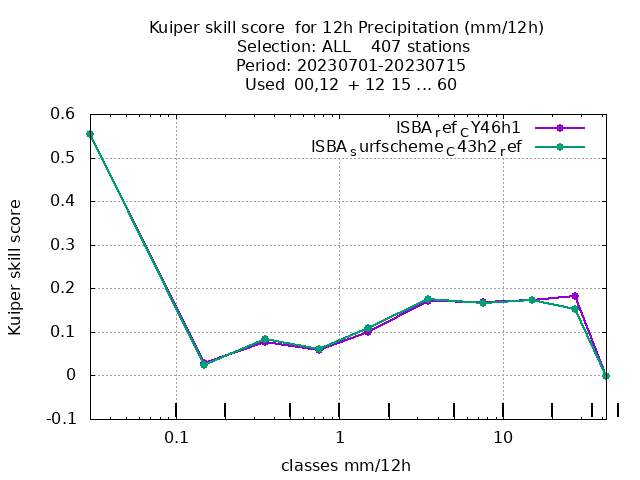 Kuiper skill score  for 12h Precipitation (mm/12h)
Selection: ALL    407 stations
Period: 20230701-20230715
Used  00,12  + 12 15 ... 60
ISBA_ref_CY46h1
ISBA_surfscheme_C43h2_ref
Kuiper skill score
0.6
0.5
0.4
0.3
0.2
0.1
0
-0.1
0.1 1 10
classes mm/12h